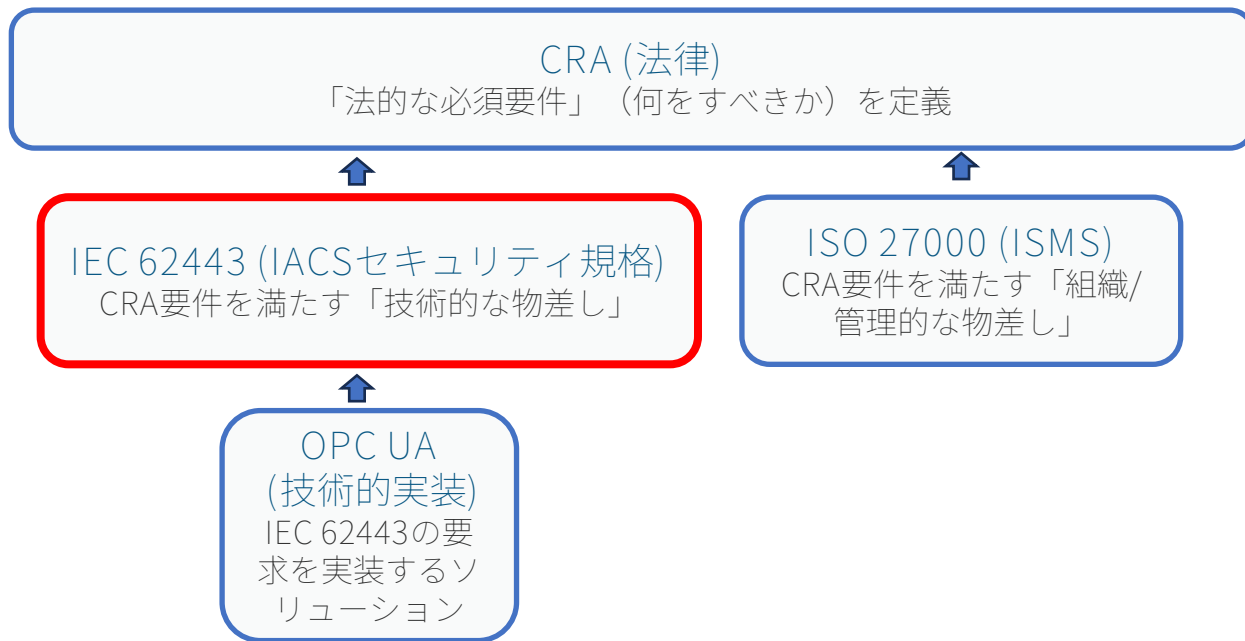 CRA (法律)
「法的な必須要件」（何をすべきか）を定義
IEC 62443 (IACSセキュリティ規格)
CRA要件を満たす「技術的な物差し」
ISO 27000 (ISMS)
CRA要件を満たす「組織/
管理的な物差し」
OPC UA
(技術的実装)
IEC 62443の要
求を実装するソ
リューション